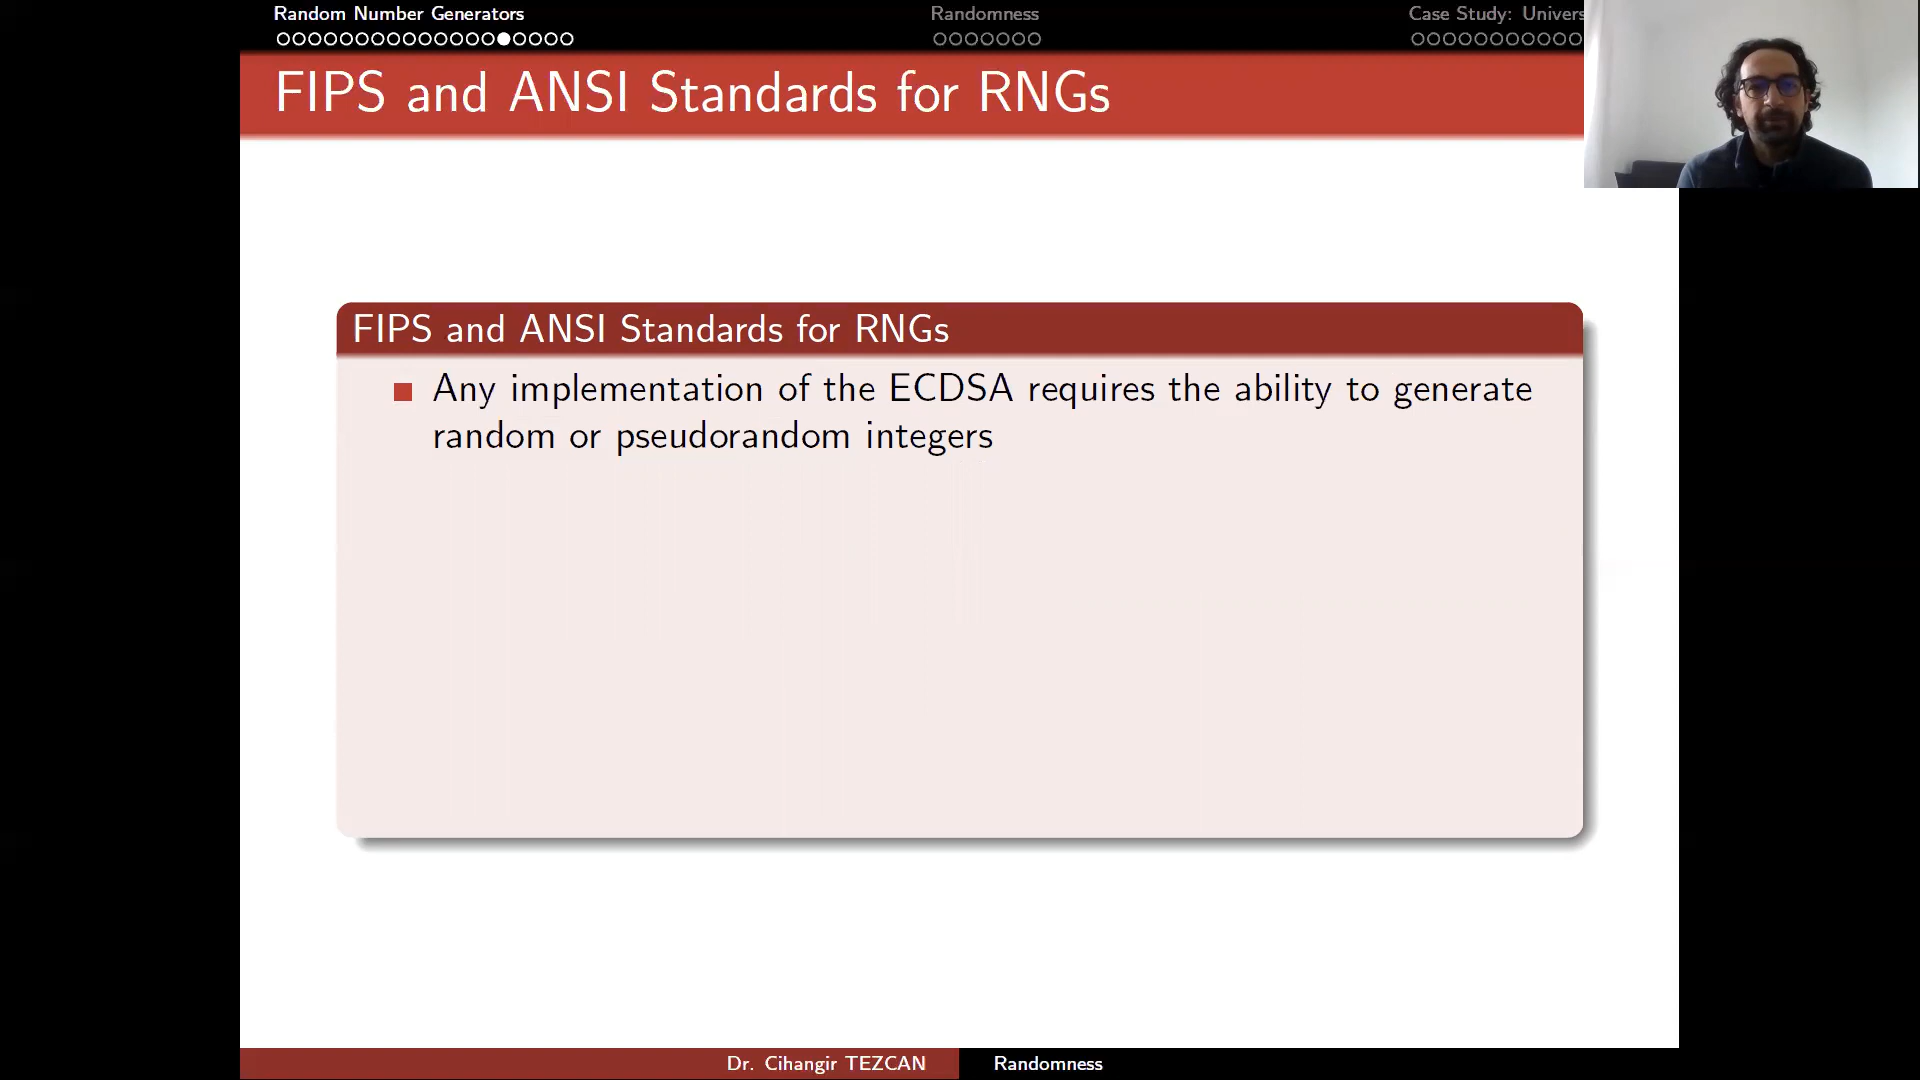 Random Number Generators
Randomness
Case Study: Univers
FIPS and ANSI Standards for RNGs
FIPS and ANSI Standards for RNGs
Any implementation of the ECDSA requires the ability to generate
random or pseudorandom integers
Dr. Cihangir TEZCAN
Randomness